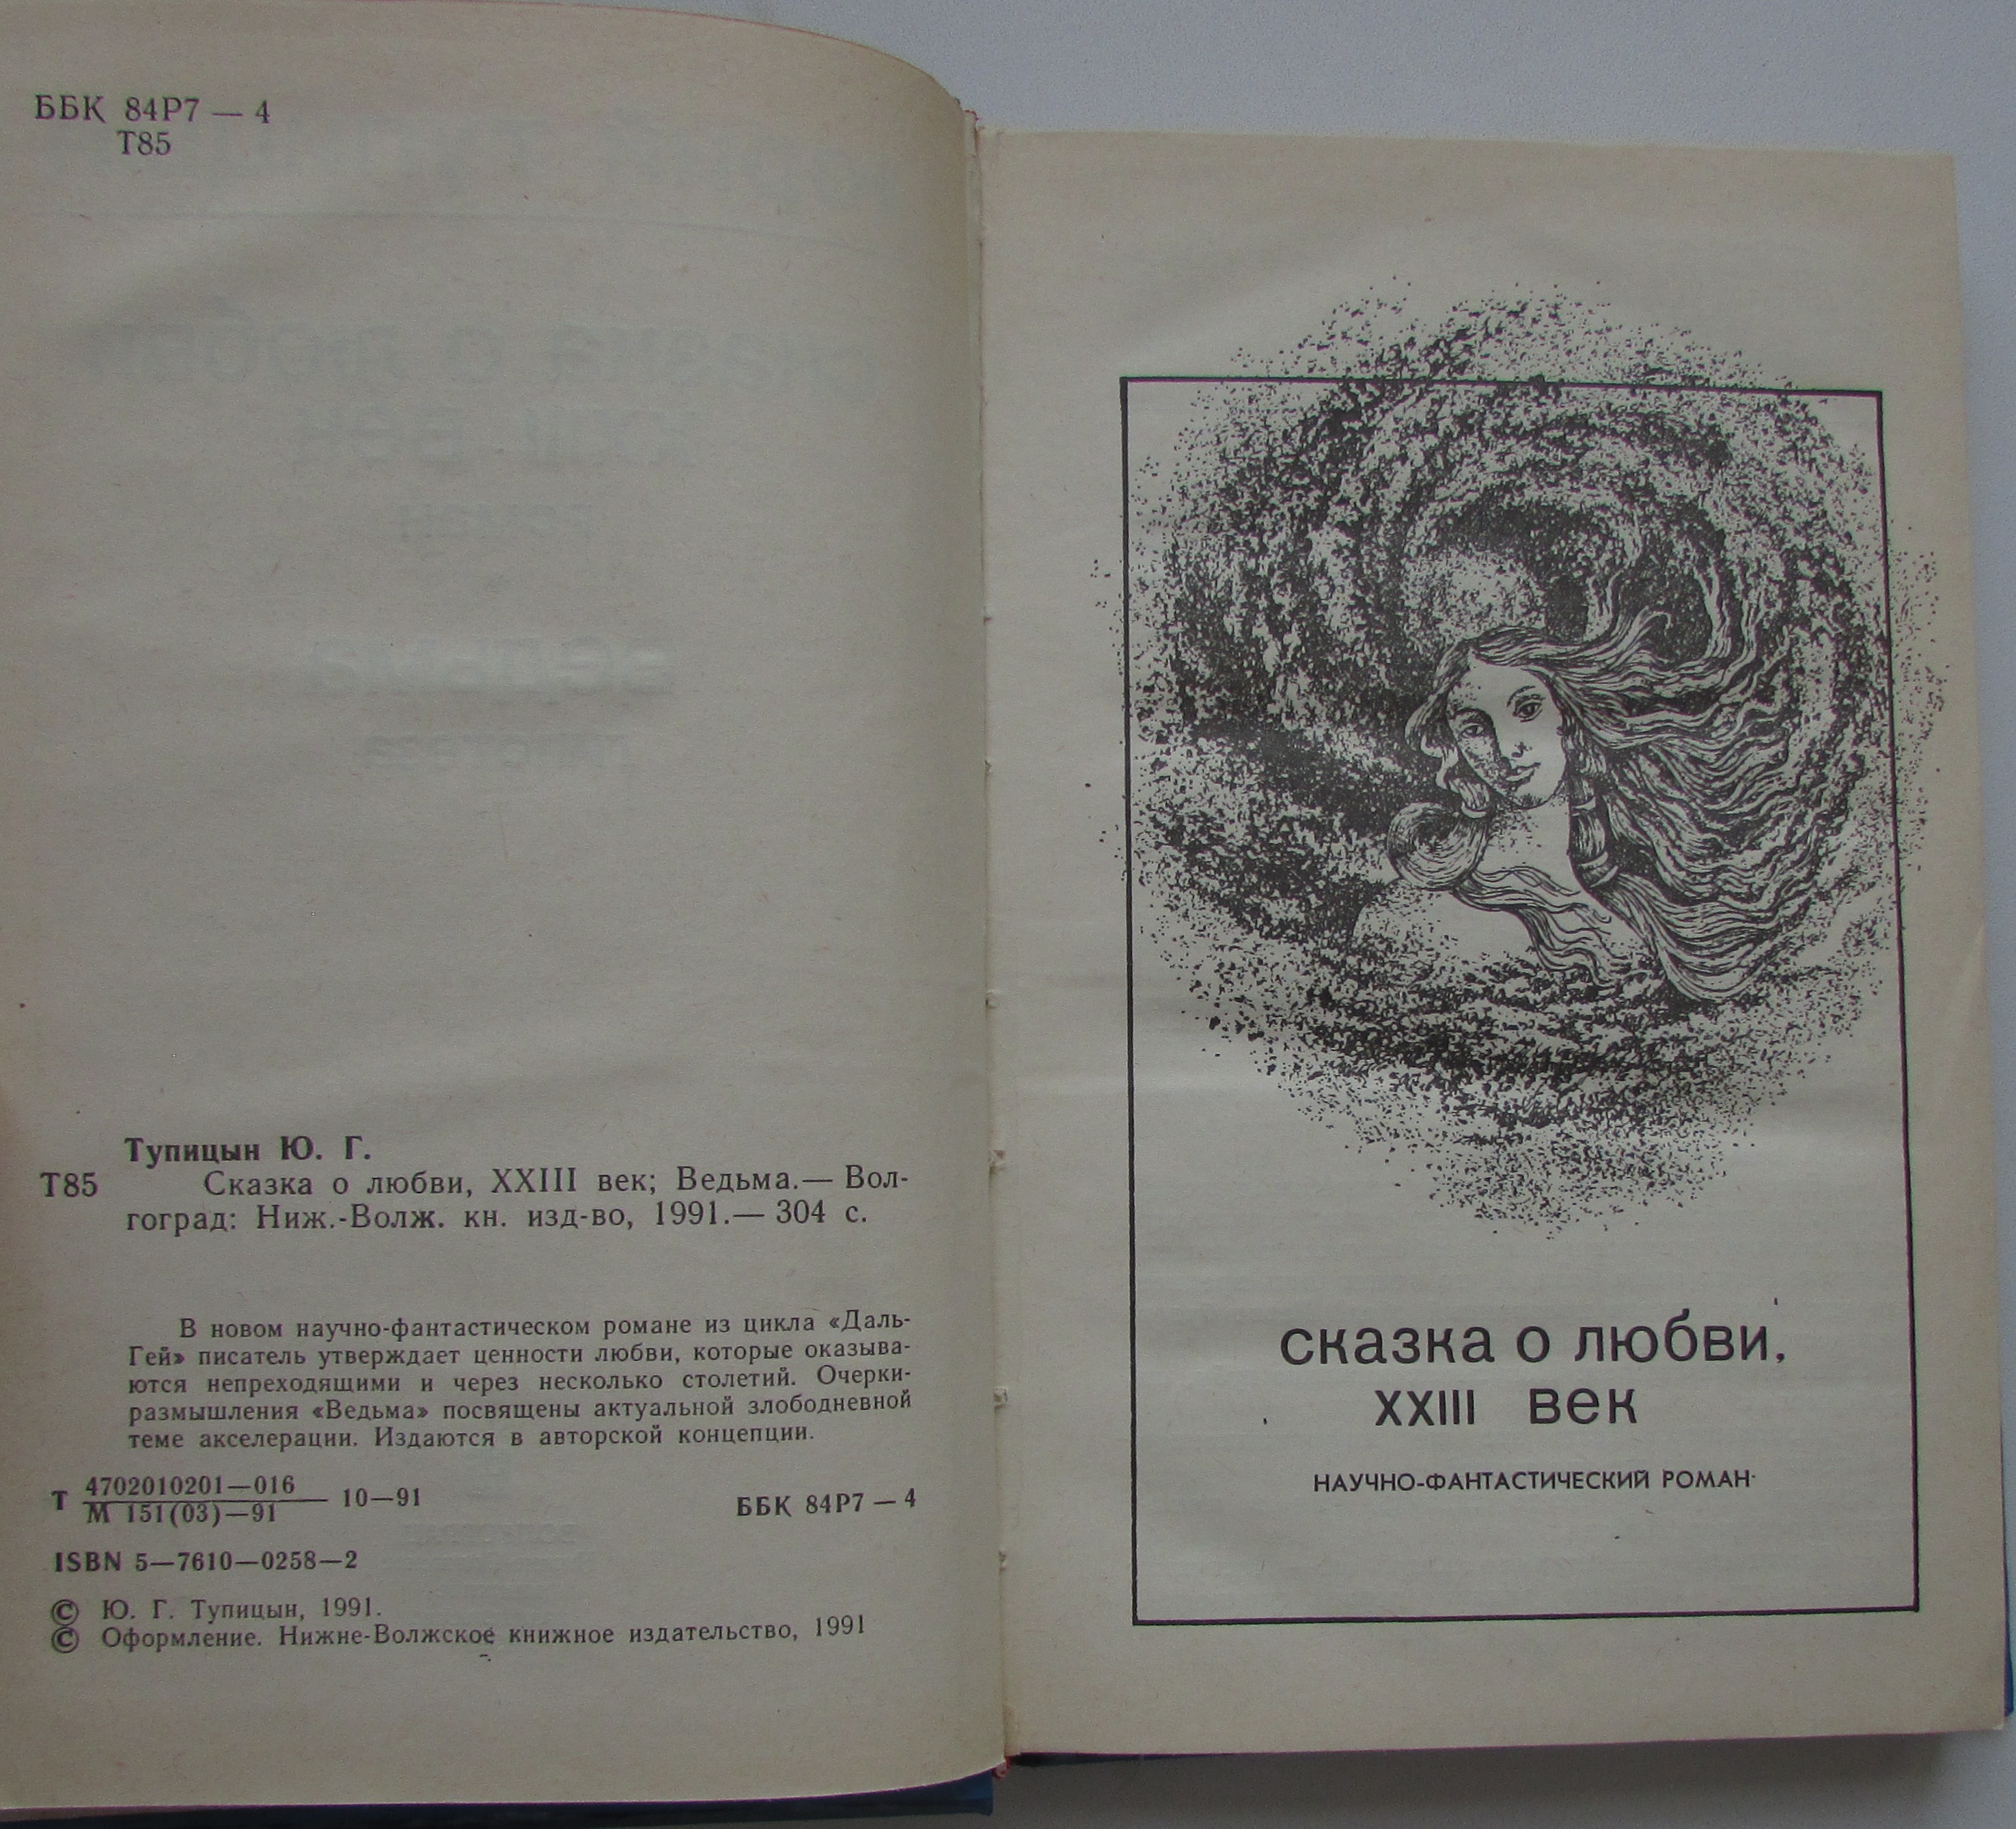 ББК 84Р7 — 4
Т85
Тупицын Ю. Г.
Т85 Сказка о любви, XXIII век; Ведьма.— Вол-
гоград: Ниж.-Волж. кн. изд-во, 1991.— 304 с.
В новом научно-фантастическом романе из цикла «Даль-
Гей» писатель утверждает ценности любви, которые оказыва-
ются непреходящими и через несколько столетий. Очерки-
размышления «Ведьма» посвящены актуальной злободневной
теме акселерации. Издаются в авторской концепции.
Т 4702010201—016 10—91
М 151(03)—91
ББК 84Р7 — 4
ISBN 5—7610—0258—2
© Ю. Г. Тупицын, 1991.
© Оформление. Нижне-Волжское книжное издательство, 1991
сказка о любви,
XXIII век
НАУЧНО-ФАНТАСТИЧЕСКИЙ РОМАН